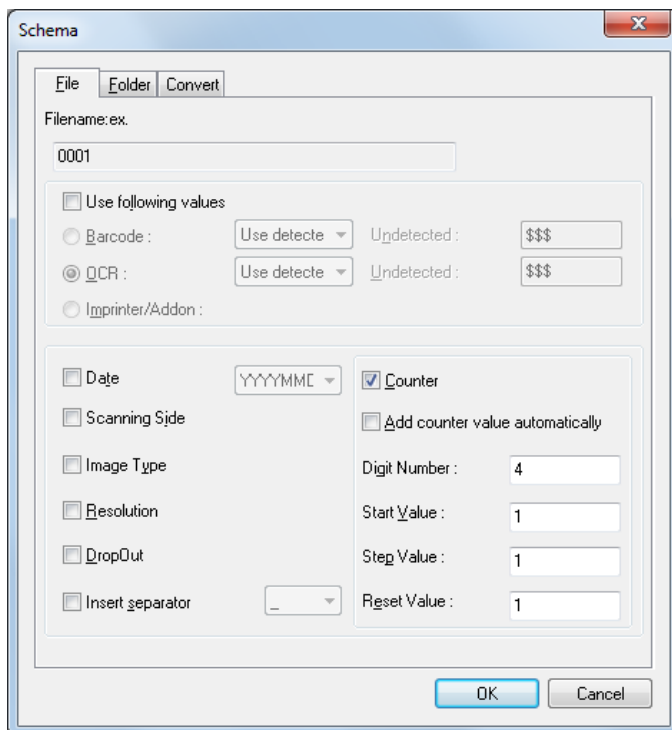 Schema
File Folder Convert
Filename:ex.
0001
Use following values
Barcode : Use detecte Undetected : $$$
OCR : Use detecte Undetected : $$$
Imprinter/Addon :
Date YYYYMMD
Scanning Side
Image Type
Resolution
DropOut
Insert separator _
Counter
Add counter value automatically
Digit Number : 4
Start Value : 1
Step Value : 1
Reset Value : 1
OK Cancel